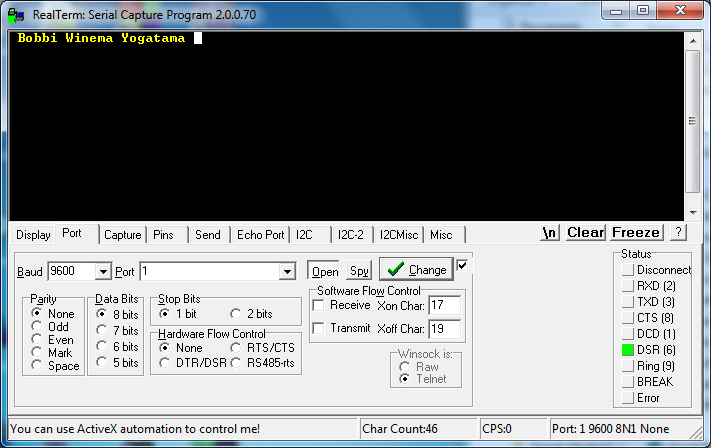 RealTerm: Serial Capture Program 2.0.0.70
Bobbi Winema Yogatama
Display Port Capture Pins Send Echo Port I2C I2C-2 I2CMisc Misc \n Clear Freeze ?
Baud 9600 Port 1 Open Spy Change
Parity
None
Odd
Even
Mark
Space
Data Bits
8 bits
7 bits
6 bits
5 bits
Stop Bits
1 bit 2 bits
Hardware Flow Control
None RTS/CTS
DTR/DSR RS485-rts
Software Flow Control
Receive Xon Char: 17
Transmit Xoff Char: 19
Winsock is:
Raw
Telnet
Status
Disconnect
RXD (2)
TXD (3)
CTS (8)
DCD (1)
DSR (6)
Ring (9)
BREAK
Error
You can use ActiveX automation to control me! Char Count:46 CPS:0 Port: 1 9600 8N1 None